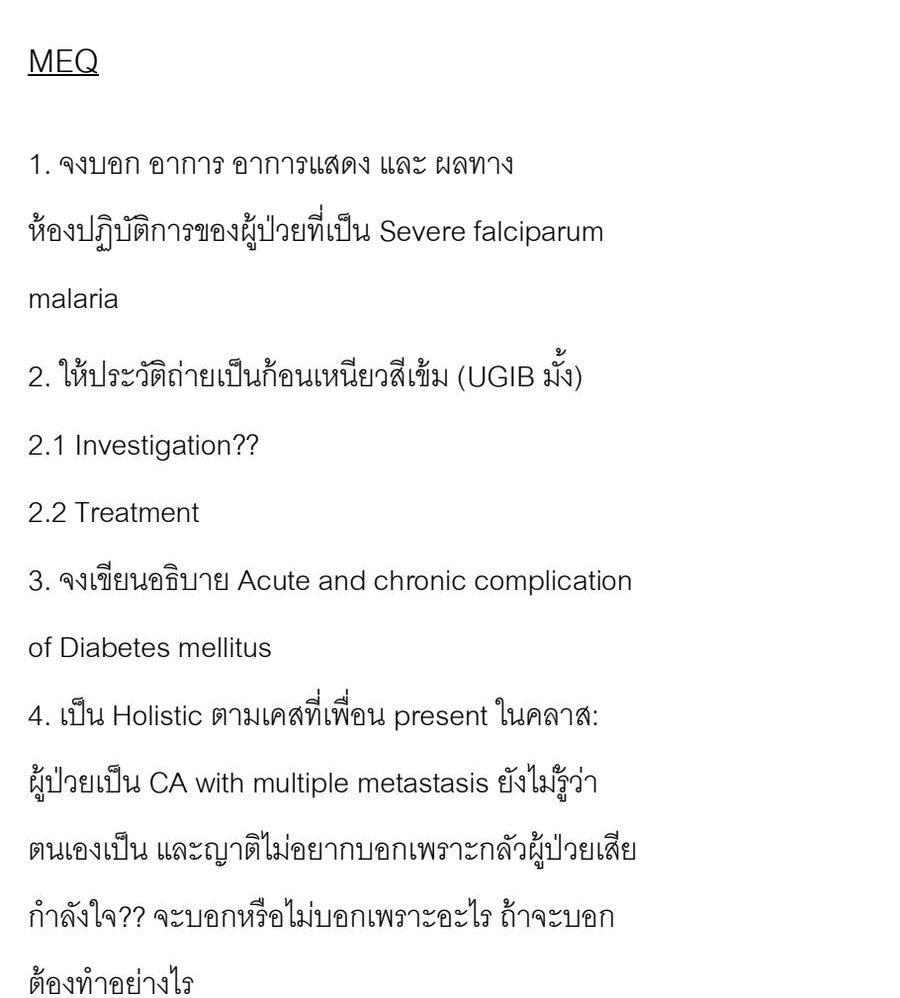 MEQ
1. จงบอก อาการ อาการแสดง และ ผลทาง
ห้องปฏิบัติการของผู้ป่วยที่เป็น Severe falciparum
malaria
2. ให้ประวัติถ่ายเป็นก้อนเหนียวสีเข้ม (UGIB มั้ง)
2.1 Investigation??
2.2 Treatment
3. จงเขียนอธิบาย Acute and chronic complication
of Diabetes mellitus
4. เป็น Holistic ตามเคสที่เพื่อน present ในคลาส:
ผู้ป่วยเป็น CA with multiple metastasis ยังไม่รู้ว่า
ตนเองเป็น และญาติไม่อยากบอกเพราะกลัวผู้ป่วยเสีย
กำลังใจ?? จะบอกหรือไม่บอกเพราะอะไร ถ้าจะบอก
ต้องทำอย่างไร